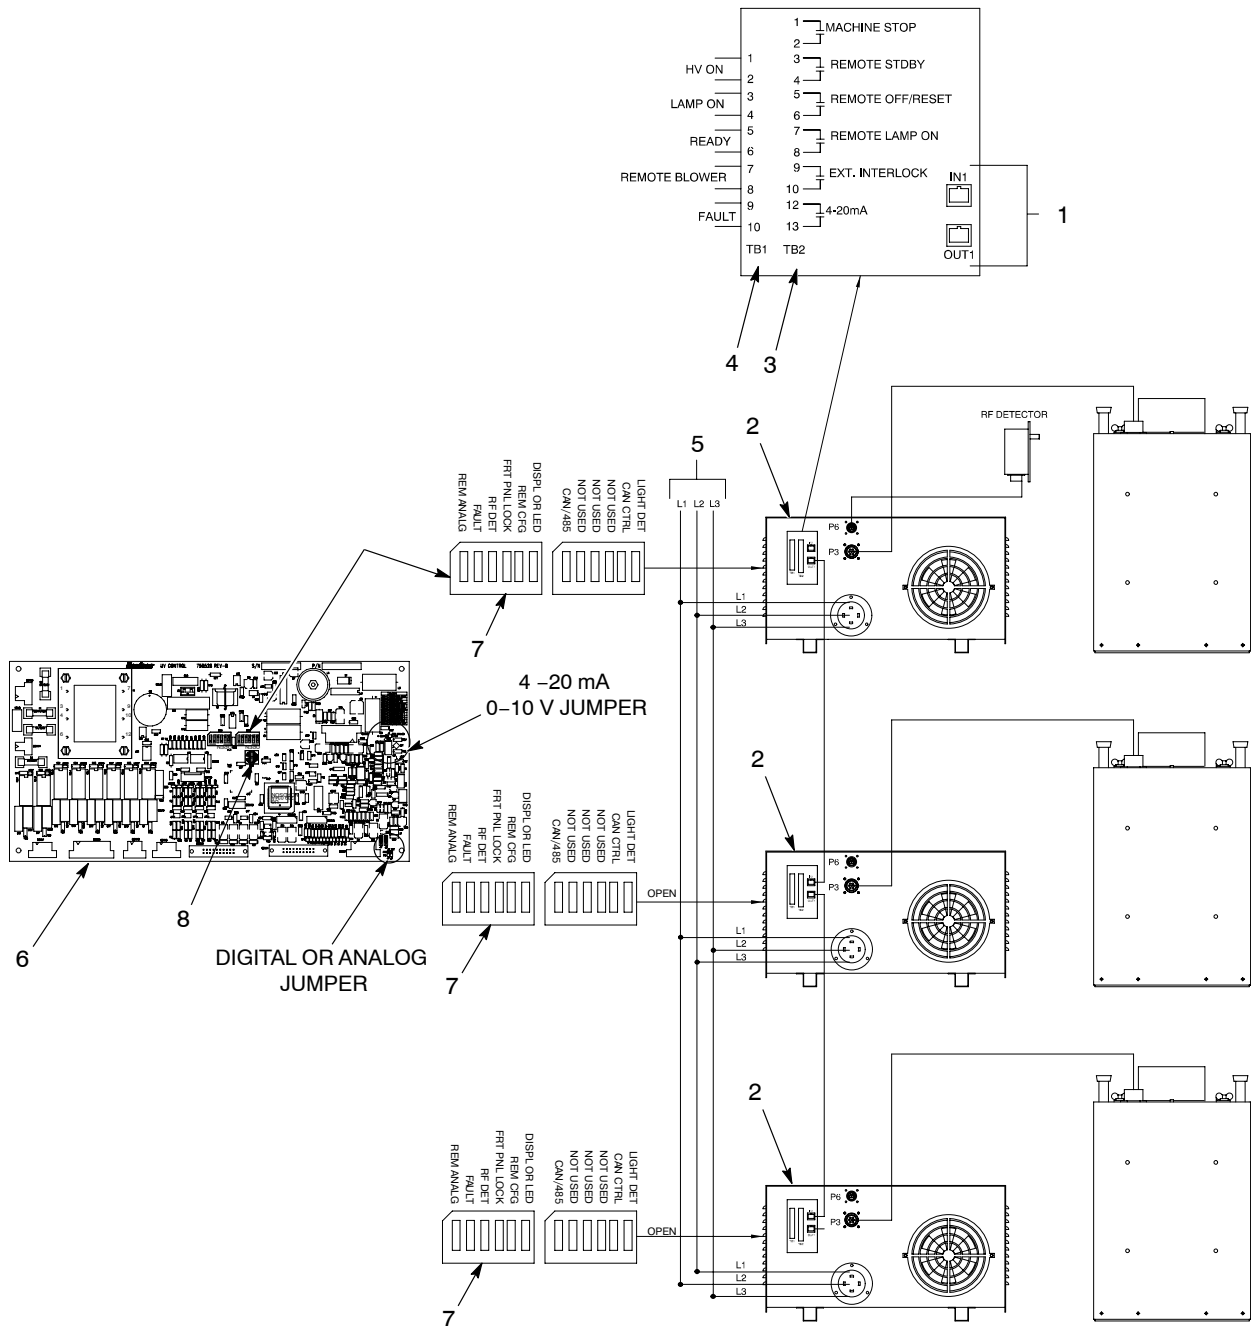 1
MACHINE STOP
2
1
HV ON
2
3
REMOTE STDBY
4
3
LAMP ON
4
5
REMOTE OFF/RESET
6
5
READY
6
7
REMOTE LAMP ON
8
7
REMOTE BLOWER
8
9
EXT. INTERLOCK
10
9
FAULT
10
12
4-20mA
13
IN1
OUT1
1
TB1
TB2
4
3
RF DETECTOR
2
5
L1
L2
L3
REM ANALG
FAULT
RF DET
FRT PNL LOCK
REM CFG
DISPL OR LED
CAN/485
NOT USED
NOT USED
NOT USED
CAN CTRL
LIGHT DET
P6
P3
L1
L2
L3
7
UV CONTROL
S/N
P/N
4 –20 mA
0–10 V JUMPER
6
8
DIGITAL OR ANALOG
JUMPER
2
REM ANALG
FAULT
RF DET
FRT PNL LOCK
REM CFG
DISPL OR LED
CAN/485
NOT USED
NOT USED
NOT USED
CAN CTRL
LIGHT DET
OPEN
P6
P3
L1
L2
L3
7
2
REM ANALG
FAULT
RF DET
FRT PNL LOCK
REM CFG
DISPL OR LED
CAN/485
NOT USED
NOT USED
NOT USED
CAN CTRL
LIGHT DET
OPEN
P6
P3
L1
L2
L3
7